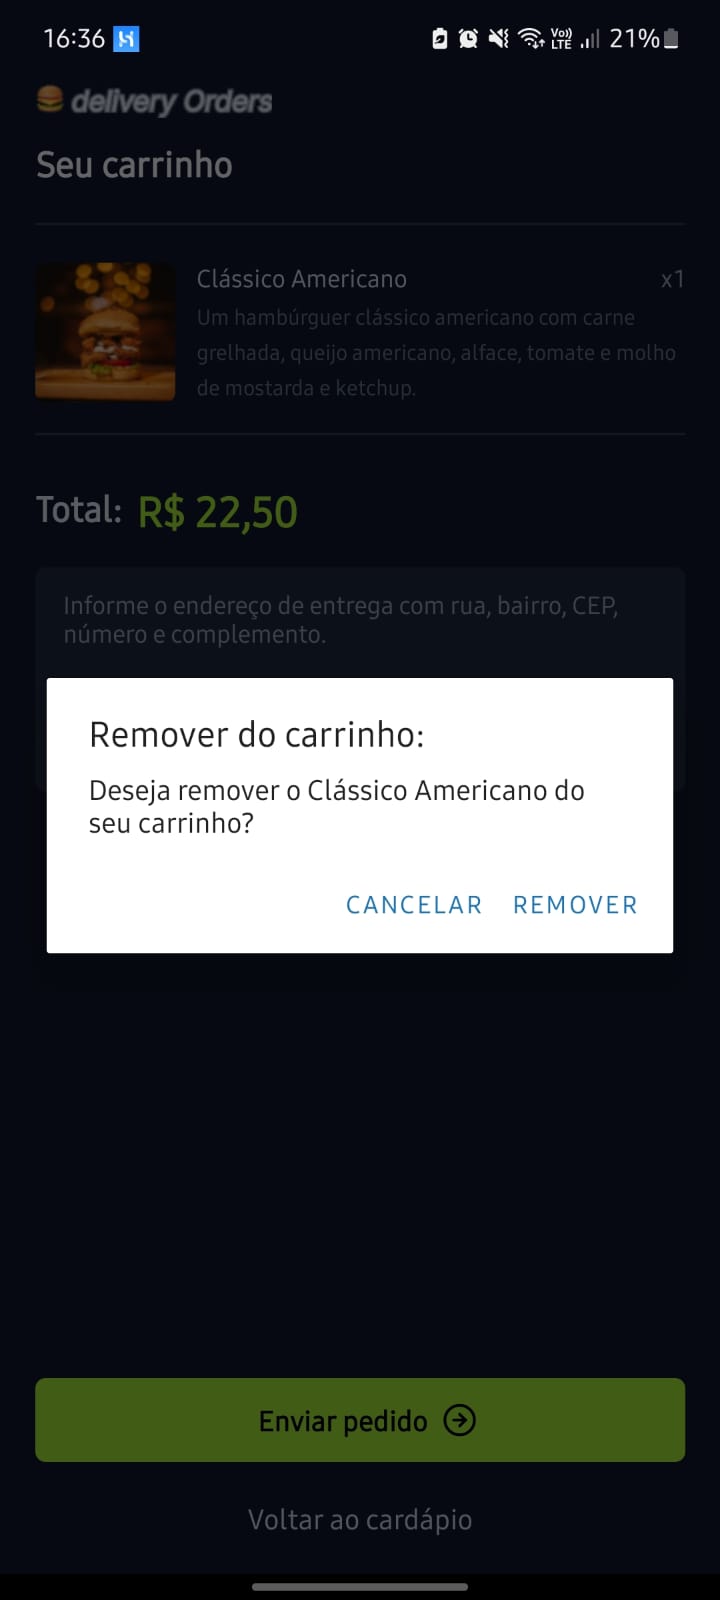 16:36
Vo))
LTE
21%
delivery Orders
Seu carrinho
Clássico Americano
x1
Um hambúrguer clássico americano com carne
grelhada, queijo americano, alface, tomate e molho
de mostarda e ketchup.
Total: R$ 22,50
Informe o endereço de entrega com rua, bairro, CEP,
número e complemento.
Remover do carrinho:
Deseja remover o Clássico Americano do
seu carrinho?
CANCELAR REMOVER
Enviar pedido
Voltar ao cardápio